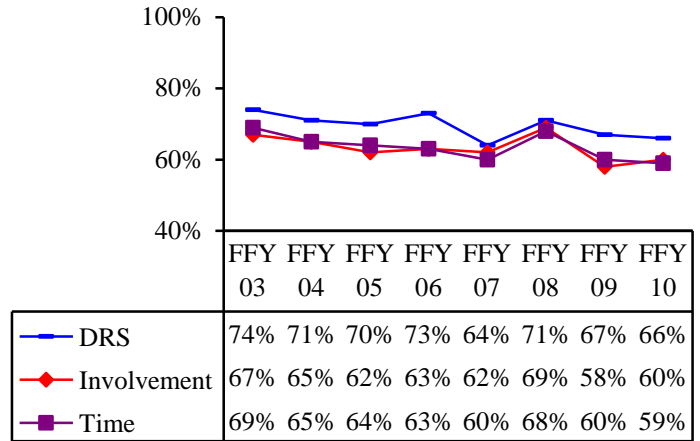 100%
80%
60%
40%
FFY FFY FFY FFY FFY FFY FFY FFY
03 04 05 06 07 08 09 10
DRS 74% 71% 70% 73% 64% 71% 67% 66%
Involvement 67% 65% 62% 63% 62% 69% 58% 60%
Time 69% 65% 64% 63% 60% 68% 60% 59%